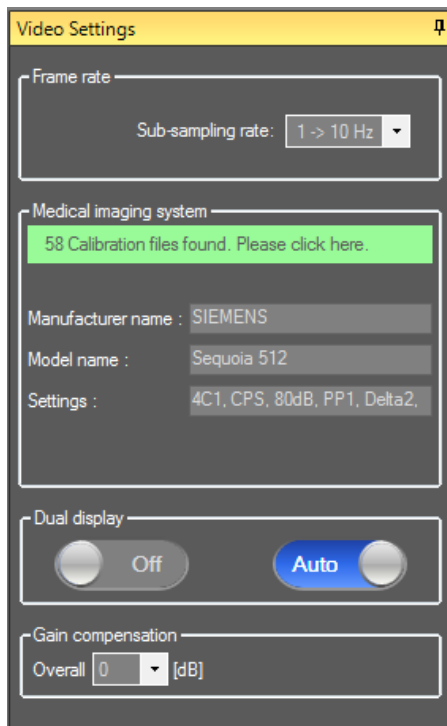 Video Settings
Frame rate
Sub-sampling rate: 1 -> 10 Hz
Medical imaging system
58 Calibration files found. Please click here.
Manufacturer name : SIEMENS
Model name : Sequoia 512
Settings : 4C1, CPS, 80dB, PP1, Delta2,
Dual display
Off Auto
Gain compensation
Overall 0 [dB]